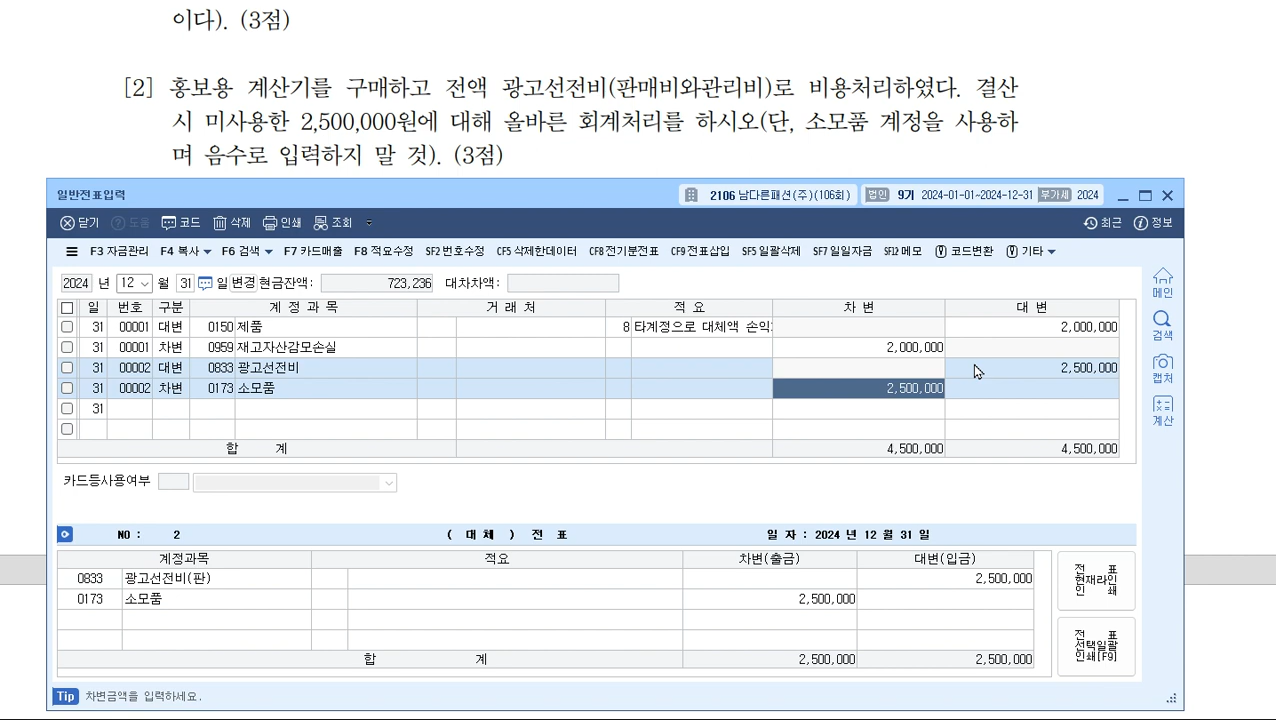 이다). (3점)
[2] 홍보용 계산기를 구매하고 전액 광고선전비(판매비와관리비)로 비용처리하였다. 결산
시 미사용한 2,500,000원에 대해 올바른 회계처리를 하시오(단, 소모품 계정을 사용하
며 음수로 입력하지 말 것). (3점)
일반전표입력 2106 남다른패션(주)(106회) 법인 9기 2024-01-01~2024-12-31 부가세 2024
닫기 도움 코드 삭제 인쇄 조회 최근 정보
F3 자금관리 F4 복사 F6 검색 F7 카드매출 F8 적요수정 SF2 번호수정 CF5 삭제한데이터 CF8 전기분전표 CF9 전표삽입 SF5 일괄삭제 SF7 일일자금 SF12 메모 코드변환 기타
2024 년 12 월 31 일 변경 현금잔액: 723,236 대차차액:
일 번호 구분 계 정 과 목 거 래 처 적 요 차 변 대 변
31 00001 대변 0150 제품 8 타계정으로 대체액 손익 2,000,000
31 00001 차변 0959 재고자산감모손실 2,000,000
31 00002 대변 0833 광고선전비 2,500,000
31 00002 차변 0173 소모품 2,500,000
31
합 계 4,500,000 4,500,000
카드등사용여부
NO : 2 ( 대 체 ) 전 표 일 자 : 2024 년 12 월 31 일
계정과목 적요 차변(출금) 대변(입금)
0833 광고선전비(판) 2,500,000
0173 소모품 2,500,000
합 계 2,500,000 2,500,000
메인
검색
캡처
계산
전 표
현재라인
인 쇄
전 표
선택일괄
인쇄[F9]
Tip 차변금액을 입력하세요.